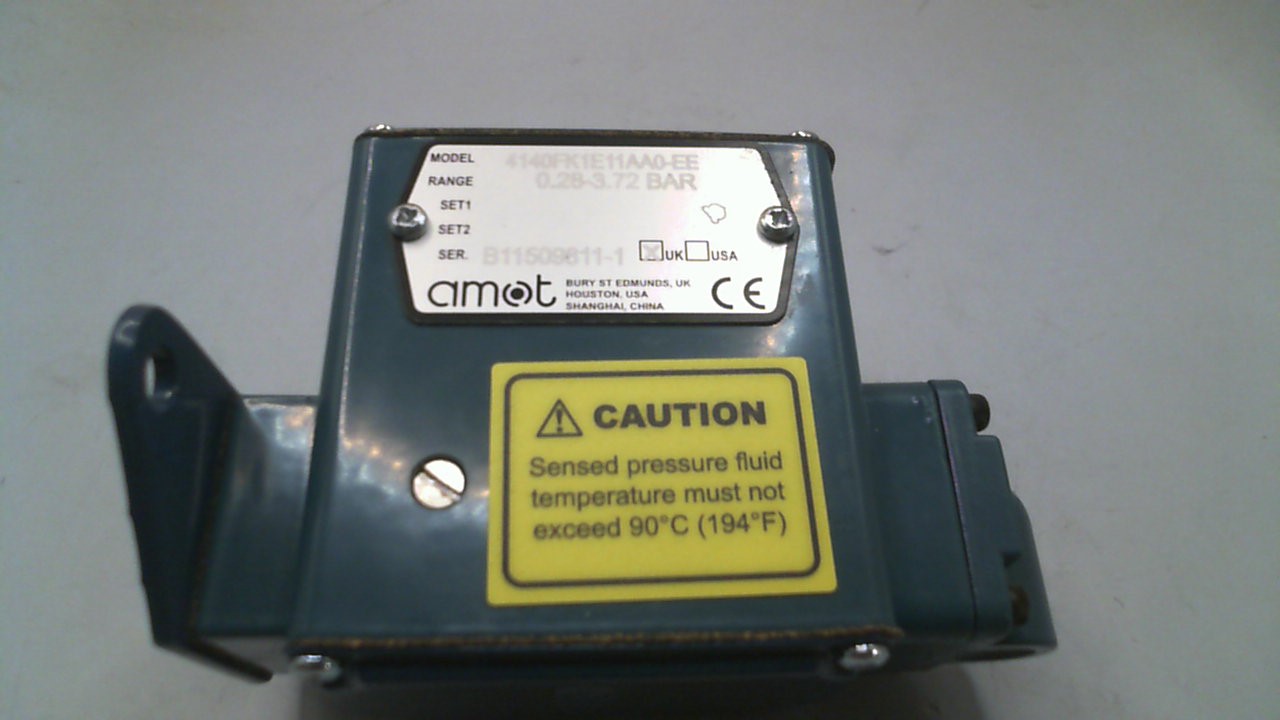 MODEL 4140FK1E11AA0-EE
RANGE 0.28-3.72 BAR
SET1
SET2
SER. B11509611-1 X UK USA
amot BURY ST EDMUNDS, UK
HOUSTON, USA
SHANGHAI, CHINA
CE
CAUTION
Sensed pressure fluid
temperature must not
exceed 90°C (194°F)